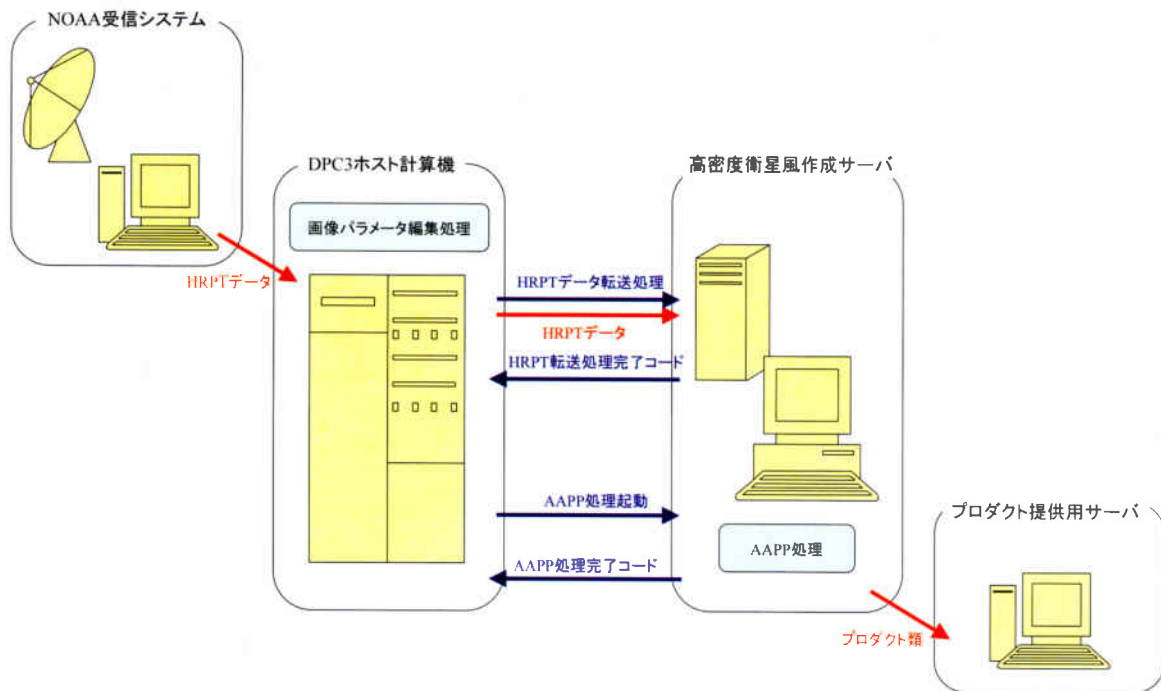 NOAA受信システム
HRPTデータ
DPC3ホスト計算機
画像パラメータ編集処理
HRPTデータ転送処理
HRPTデータ
HRPT転送処理完了コード
AAPP処理起動
AAPP処理完了コード
高密度衛星風作成サーバ
AAPP処理
プロダクト類
プロダクト提供用サーバ